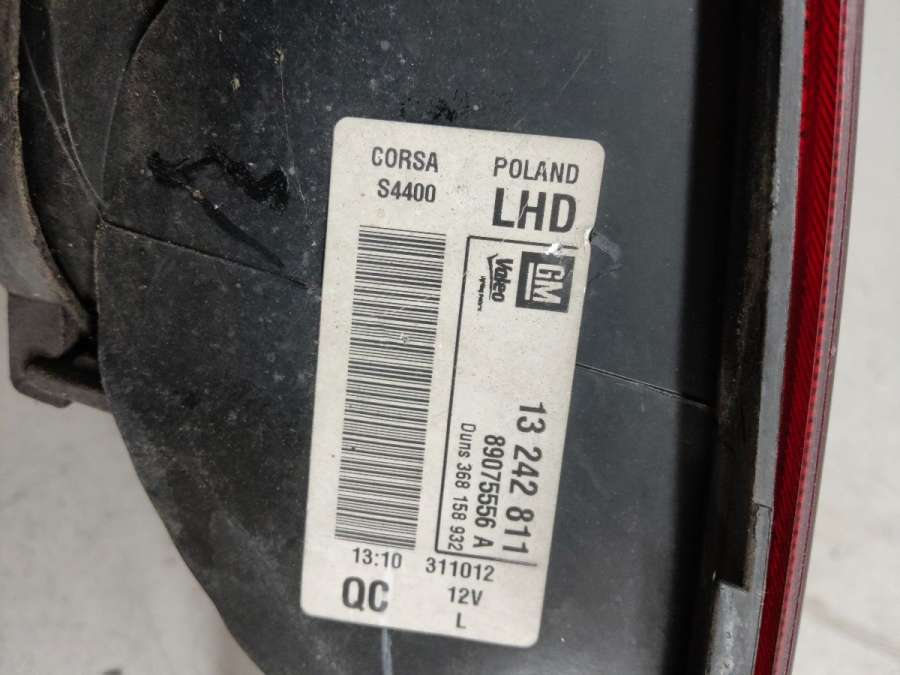 CORSA
S4400
POLAND
LHD
GM
Valeo
13 242 811
89075556 A
Duns 368 158 932
13:10
311012
QC
12V
L